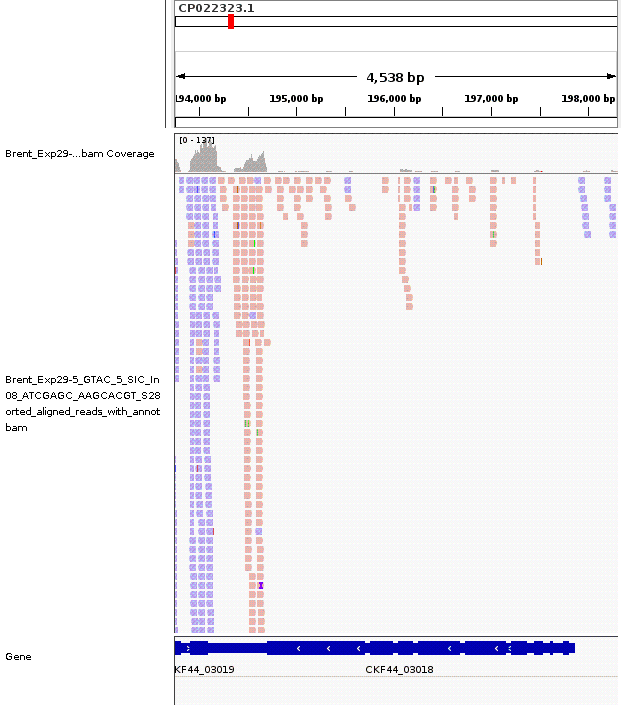 CP022323.1
4,538 bp
194,000 bp 195,000 bp 196,000 bp 197,000 bp 198,000 bp
[0 - 137]
Brent_Exp29-...bam Coverage
Brent_Exp29-5_GTAC_5_SIC_In
08_ATCGAGC_AAGCACGT_S28
orted_aligned_reads_with_annot
bam
Gene
KF44_03019 CKF44_03018